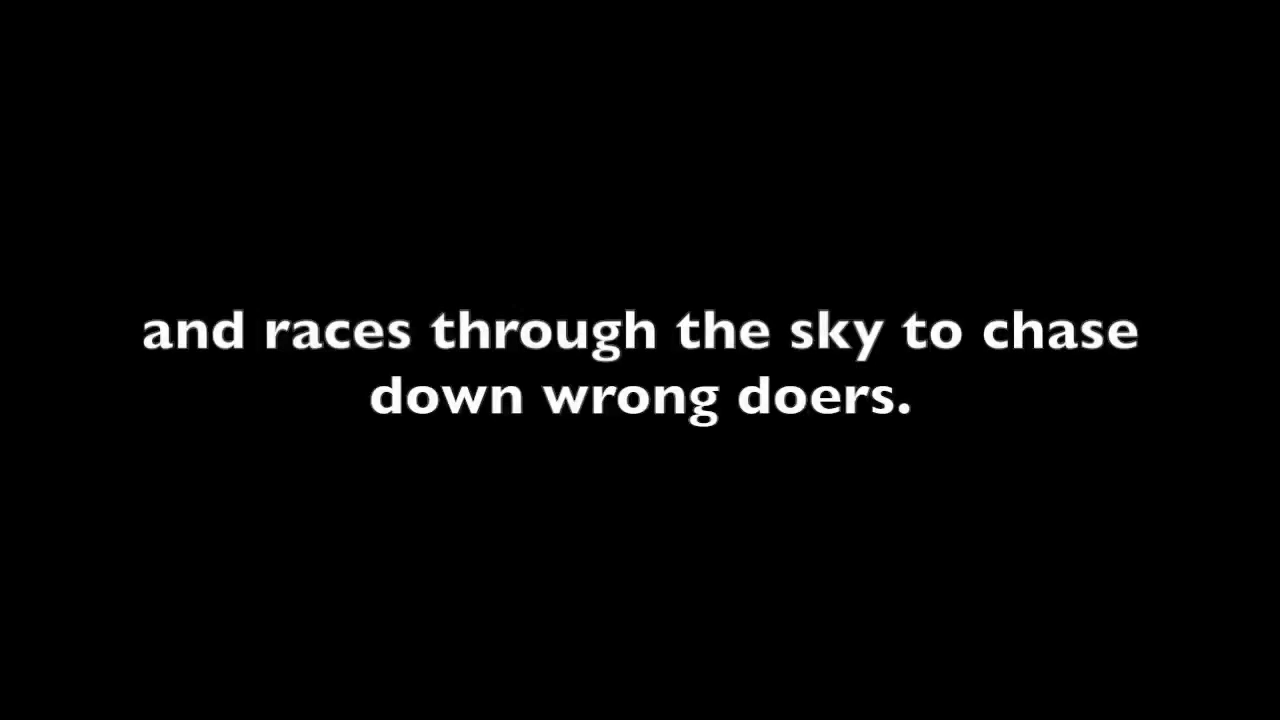 and races through the sky to chase
down wrong doers.